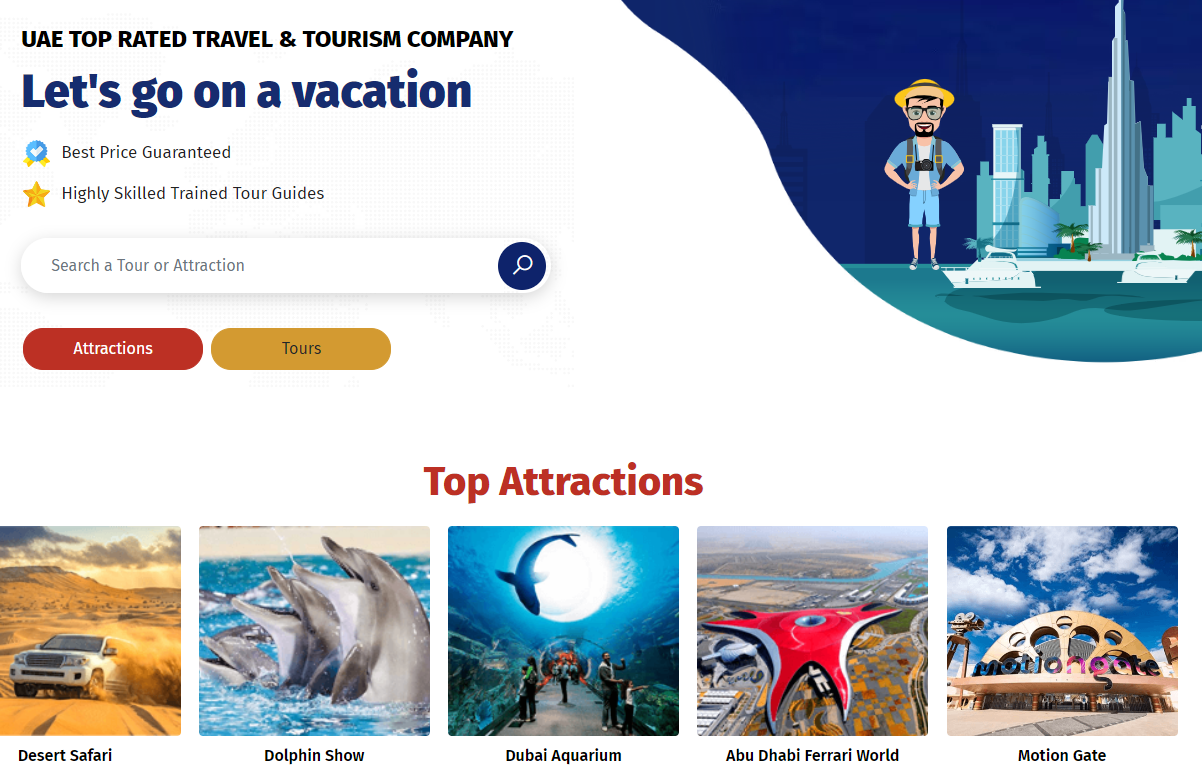 UAE TOP RATED TRAVEL & TOURISM COMPANY
Let's go on a vacation
Best Price Guaranteed
Highly Skilled Trained Tour Guides
Search a Tour or Attraction
Attractions
Tours
Top Attractions
motiongate
Desert Safari
Dolphin Show
Dubai Aquarium
Abu Dhabi Ferrari World
Motion Gate